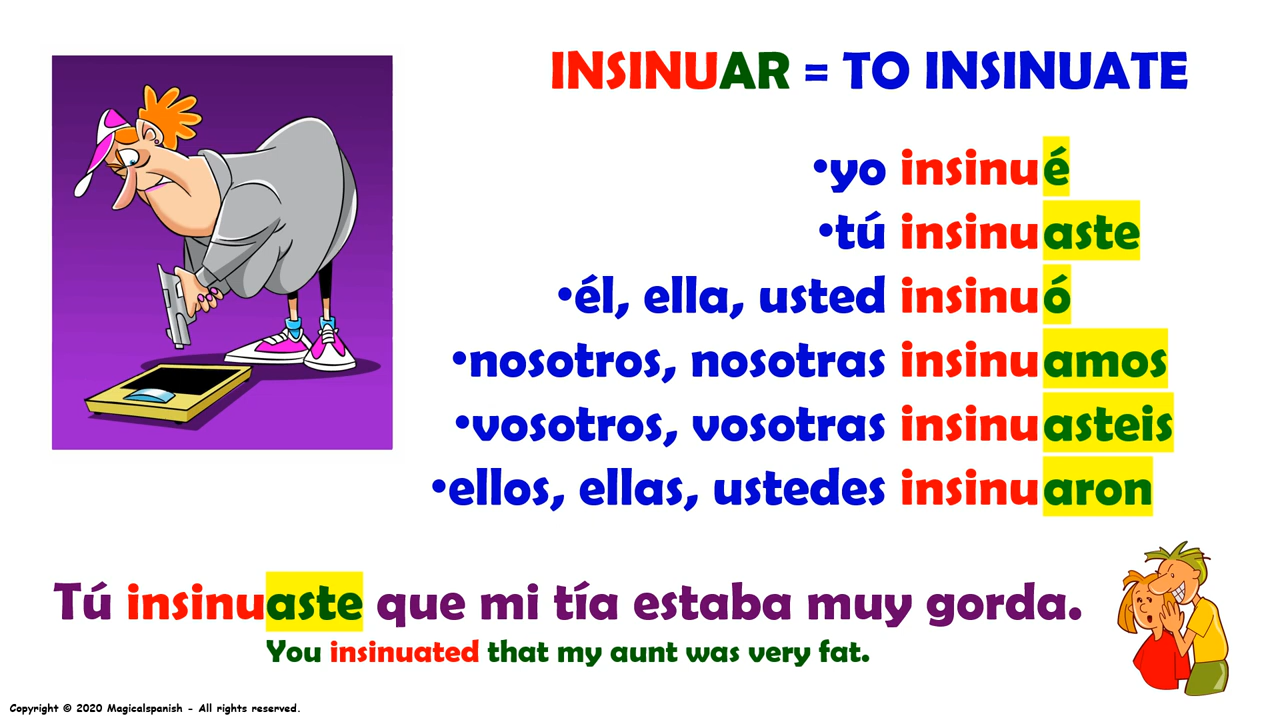 INSINUAR = TO INSINUATE
•yo insinué
•tú insinuaste
•él, ella, usted insinuó
•nosotros, nosotras insinuamos
•vosotros, vosotras insinuasteis
•ellos, ellas, ustedes insinuaron
Tú insinuaste que mi tía estaba muy gorda.
You insinuated that my aunt was very fat.
Copyright © 2020 Magicalspanish - All rights reserved.